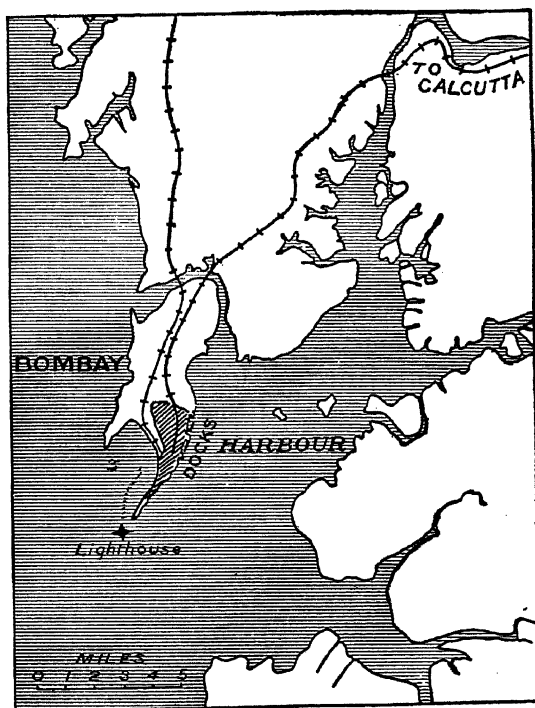 TO
CALCUTTA
BOMBAY
HARBOUR
DOCKS
Lighthouse
MILES
0 1 2 3 4 5